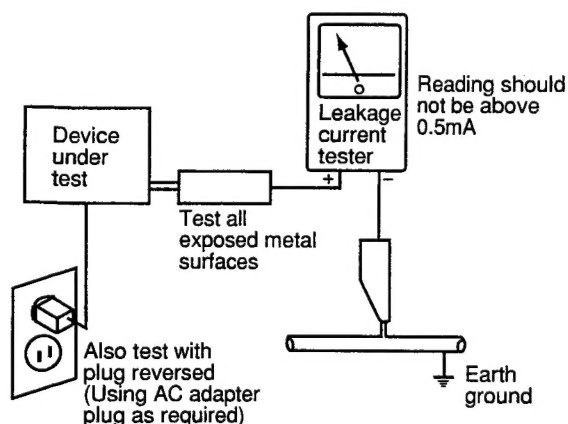 Device
under
test
Leakage
current
tester
+ –
Reading should
not be above
0.5mA
Test all
exposed metal
surfaces
Also test with
plug reversed
(Using AC adapter
plug as required)
Earth
ground